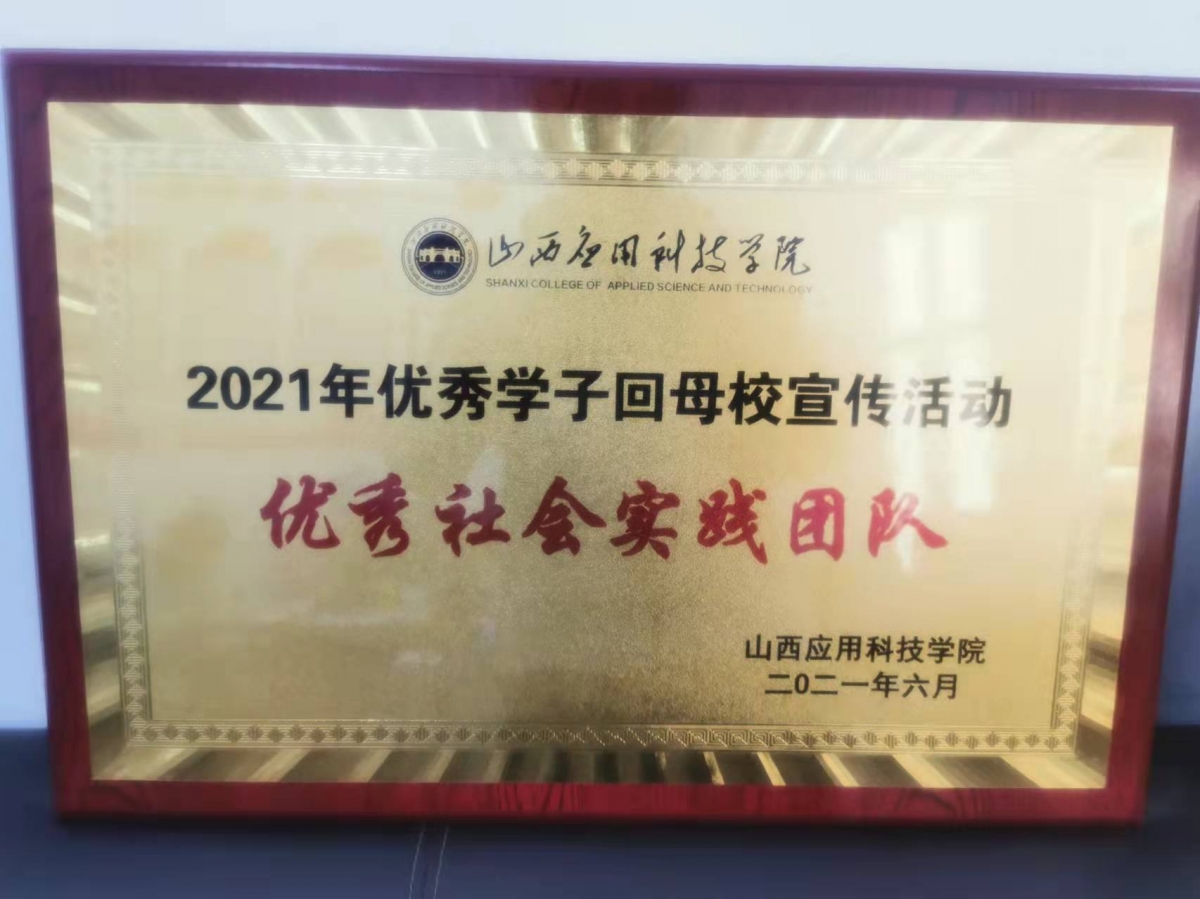 山西应用科技学院
SHANXI COLLEGE OF APPLIED SCIENCE AND TECHNOLOGY
2021年优秀学子回母校宣传活动
优秀社会实践团队
山西应用科技学院
二0二一年六月